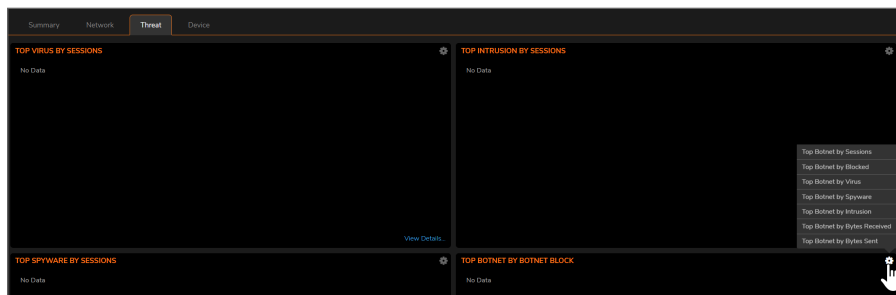 Summary Network Threat Device
TOP VIRUS BY SESSIONS
No Data
View Details...
TOP INTRUSION BY SESSIONS
No Data
Top Botnet by Sessions
Top Botnet by Blocked
Top Botnet by Virus
Top Botnet by Spyware
Top Botnet by Intrusion
Top Botnet by Bytes Received
Top Botnet by Bytes Sent
TOP SPYWARE BY SESSIONS
No Data
TOP BOTNET BY BOTNET BLOCK
No Data